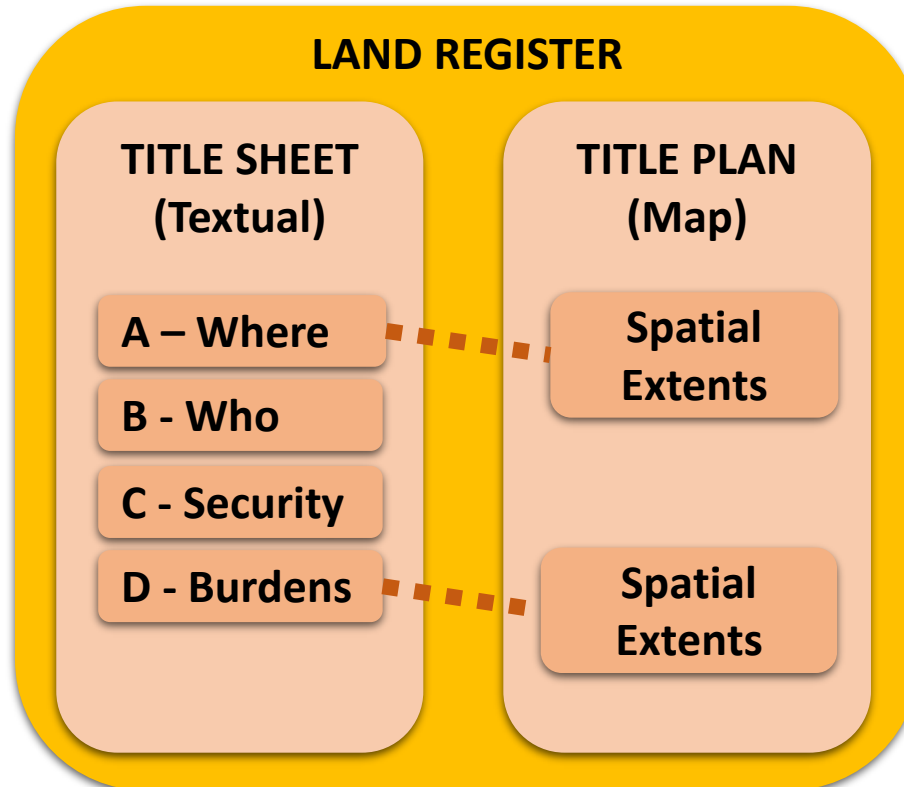 LAND REGISTER
TITLE SHEET
(Textual)
A – Where
B - Who
C - Security
D - Burdens
TITLE PLAN
(Map)
Spatial
Extents
Spatial
Extents